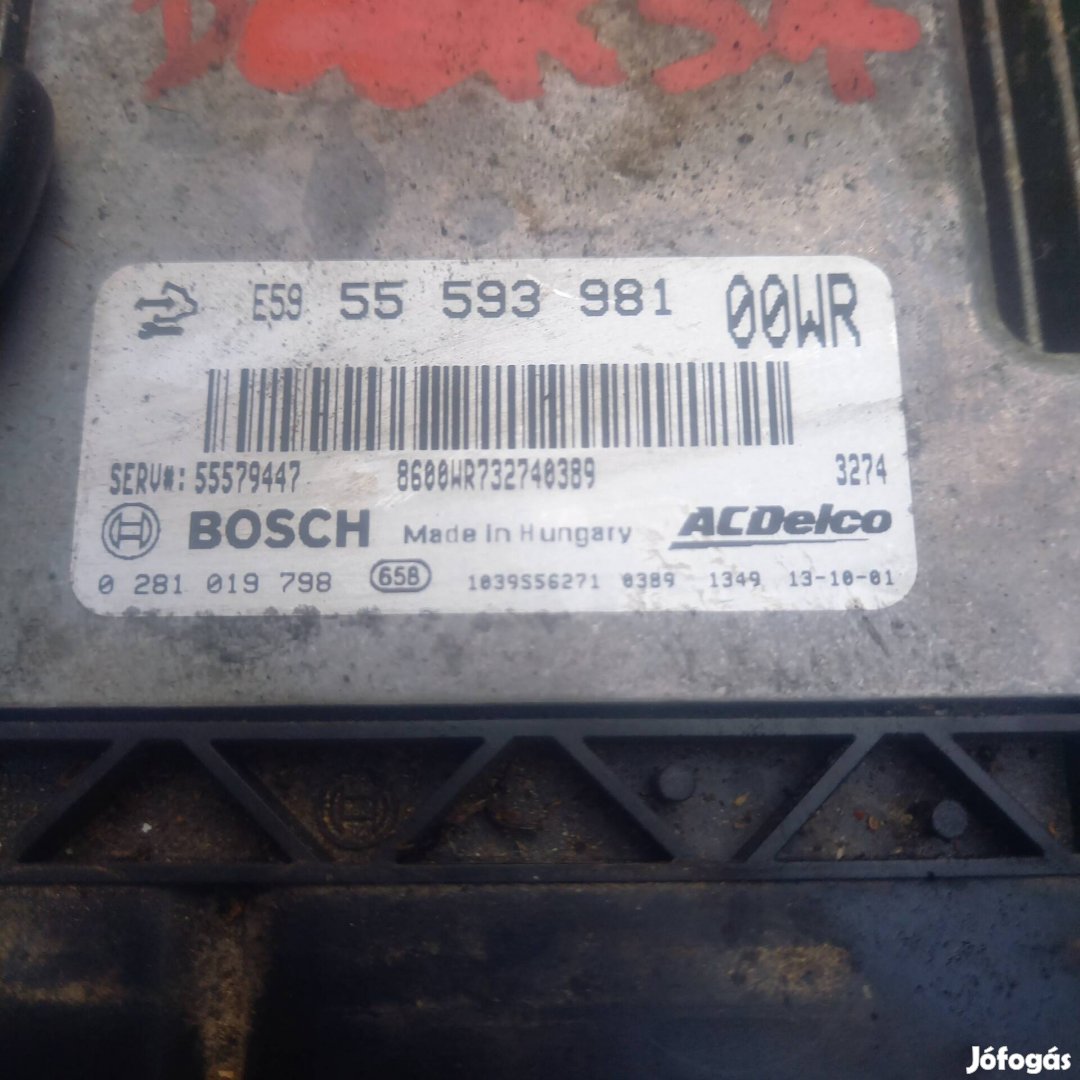 E59 55 593 981 00WR
SERV#: 55579447 8600WR732740389 3274
BOSCH Made in Hungary ACDelco
0 281 019 798 658 1039S56271 0389 1349 13-10-01
Jófogás